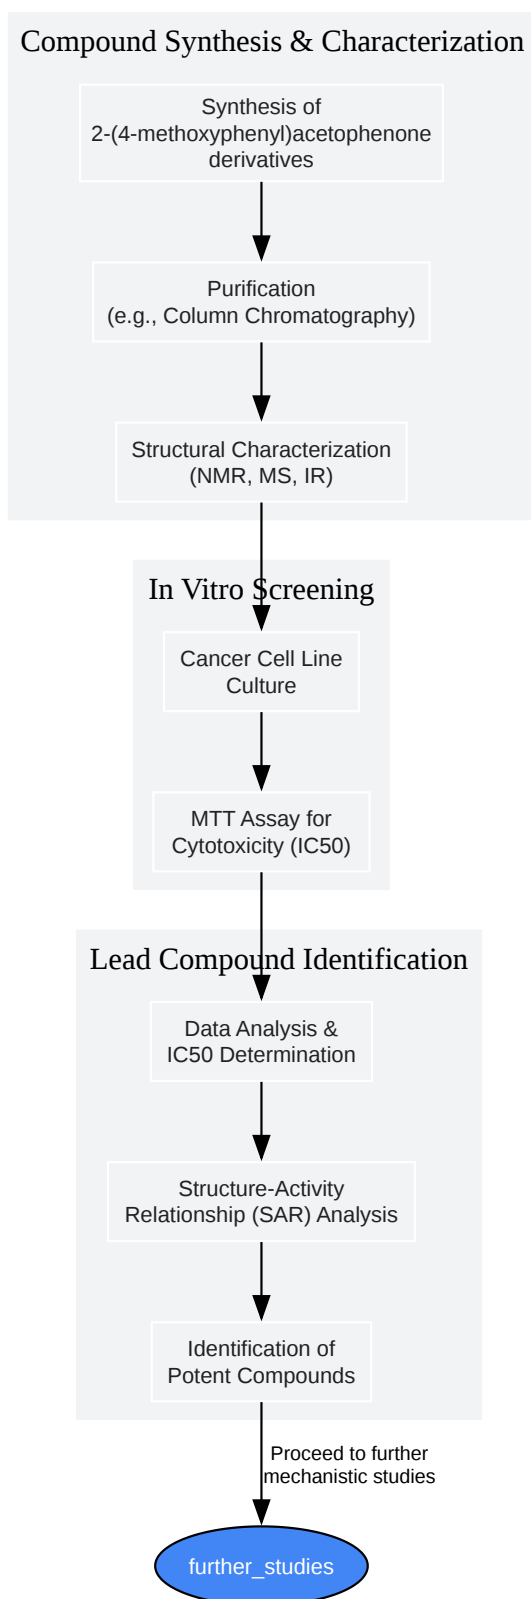 Compound Synthesis & Characterization
Synthesis of
2-(4-methoxyphenyl)acetophenone
derivatives
Purification
(e.g., Column Chromatography)
Structural Characterization
(NMR, MS, IR)
In Vitro Screening
Cancer Cell Line
Culture
MTT Assay for
Cytotoxicity (IC50)
Lead Compound Identification
Data Analysis &
IC50 Determination
Structure-Activity
Relationship (SAR) Analysis
Identification of
Potent Compounds
Proceed to further
mechanistic studies
further_studies